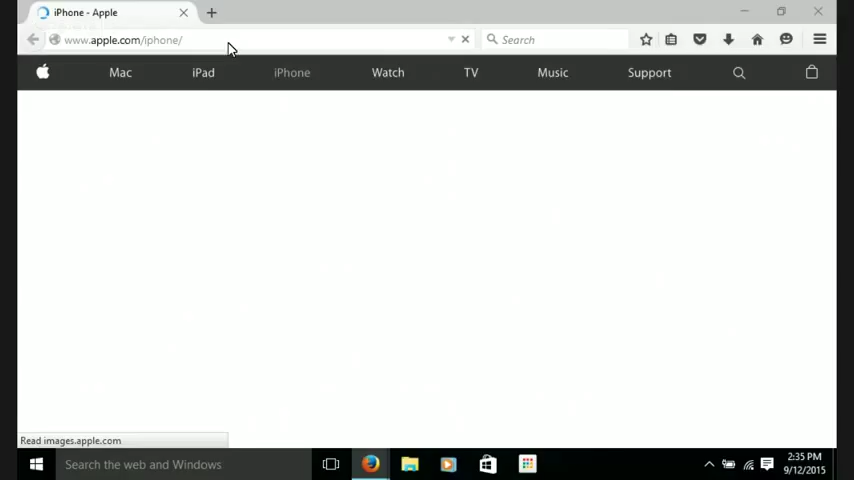 iPhone - Apple
www.apple.com/iphone/
Search
Mac iPad iPhone Watch TV Music Support
Read images.apple.com
Search the web and Windows
2:35 PM
9/12/2015